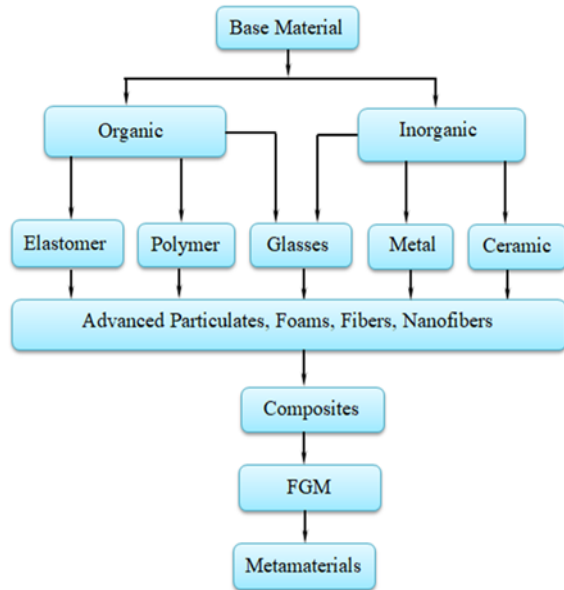 Base Material
Organic
Inorganic
Elastomer
Polymer
Glasses
Metal
Ceramic
Advanced Particulates, Foams, Fibers, Nanofibers
Composites
FGM
Metamaterials